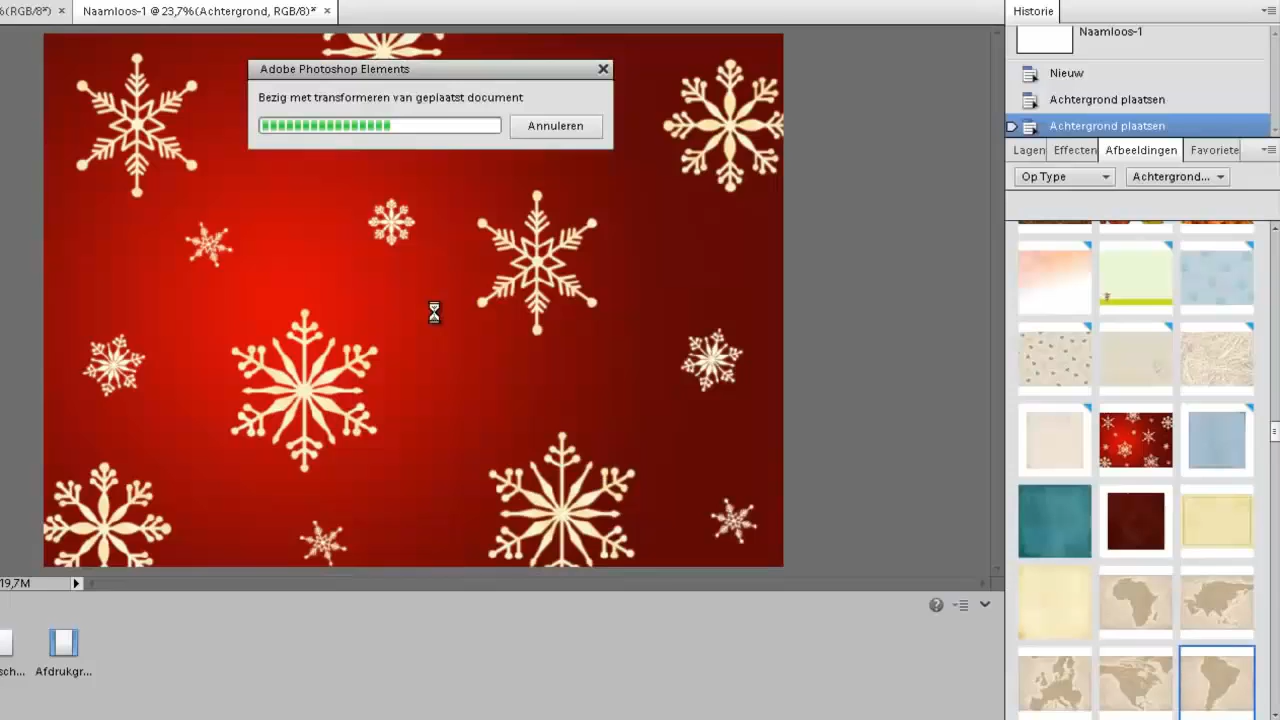 %(RGB/8*)
Naamloos-1 @ 23,7%(Achtergrond, RGB/8)*
Historie
Adobe Photoshop Elements
Bezig met transformeren van geplaatst document
Annuleren
Naamloos-1
Nieuw
Achtergrond plaatsen
Achtergrond plaatsen
Lagen
Effecten
Afbeeldingen
Favoriete
Op Type
Achtergrond...
19,7M
sch...
Afdrukgr...